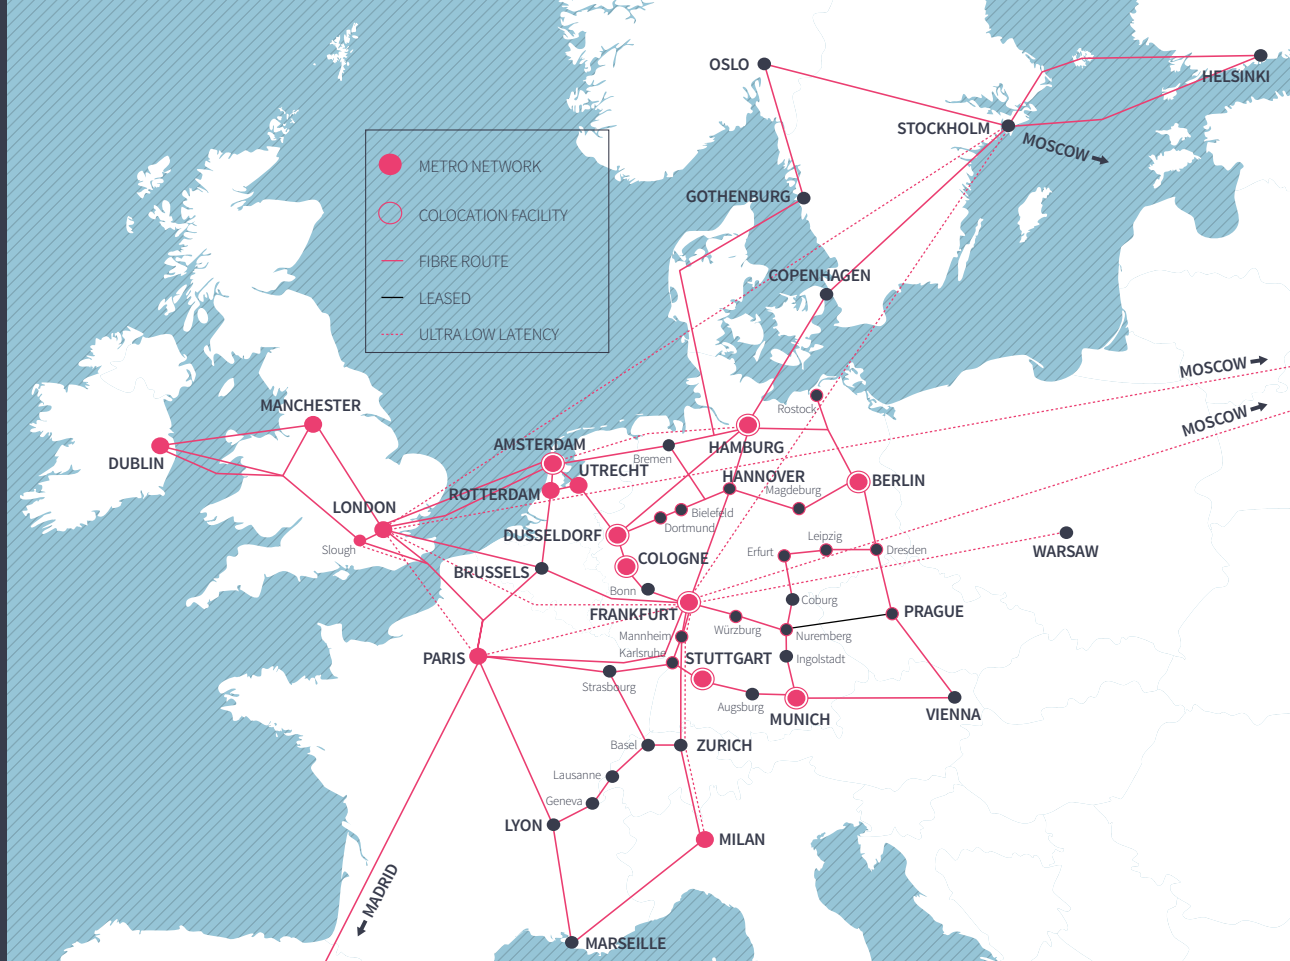 OSLO
HELSINKI
STOCKHOLM
MOSCOW
METRO NETWORK
COLOCATION FACILITY
FIBRE ROUTE
LEASED
ULTRA LOW LATENCY
GOTHENBURG
COPENHAGEN
MOSCOW
MOSCOW
MANCHESTER
DUBLIN
Rostock
AMSTERDAM
HAMBURG
Bremen
UTRECHT
HANNOVER
BERLIN
ROTTERDAM
Magdeburg
LONDON
Bielefeld
Dortmund
DUSSELDORF
Slough
Leipzig
Erfurt
Dresden
WARSAW
COLOGNE
BRUSSELS
Bonn
Coburg
FRANKFURT
PRAGUE
Würzburg
Nuremberg
Mannheim
Karlsruhe
PARIS
STUTTGART
Ingolstadt
Strasbourg
Augsburg
MUNICH
VIENNA
Basel
ZURICH
Lausanne
Geneva
LYON
MILAN
MADRID
MARSEILLE